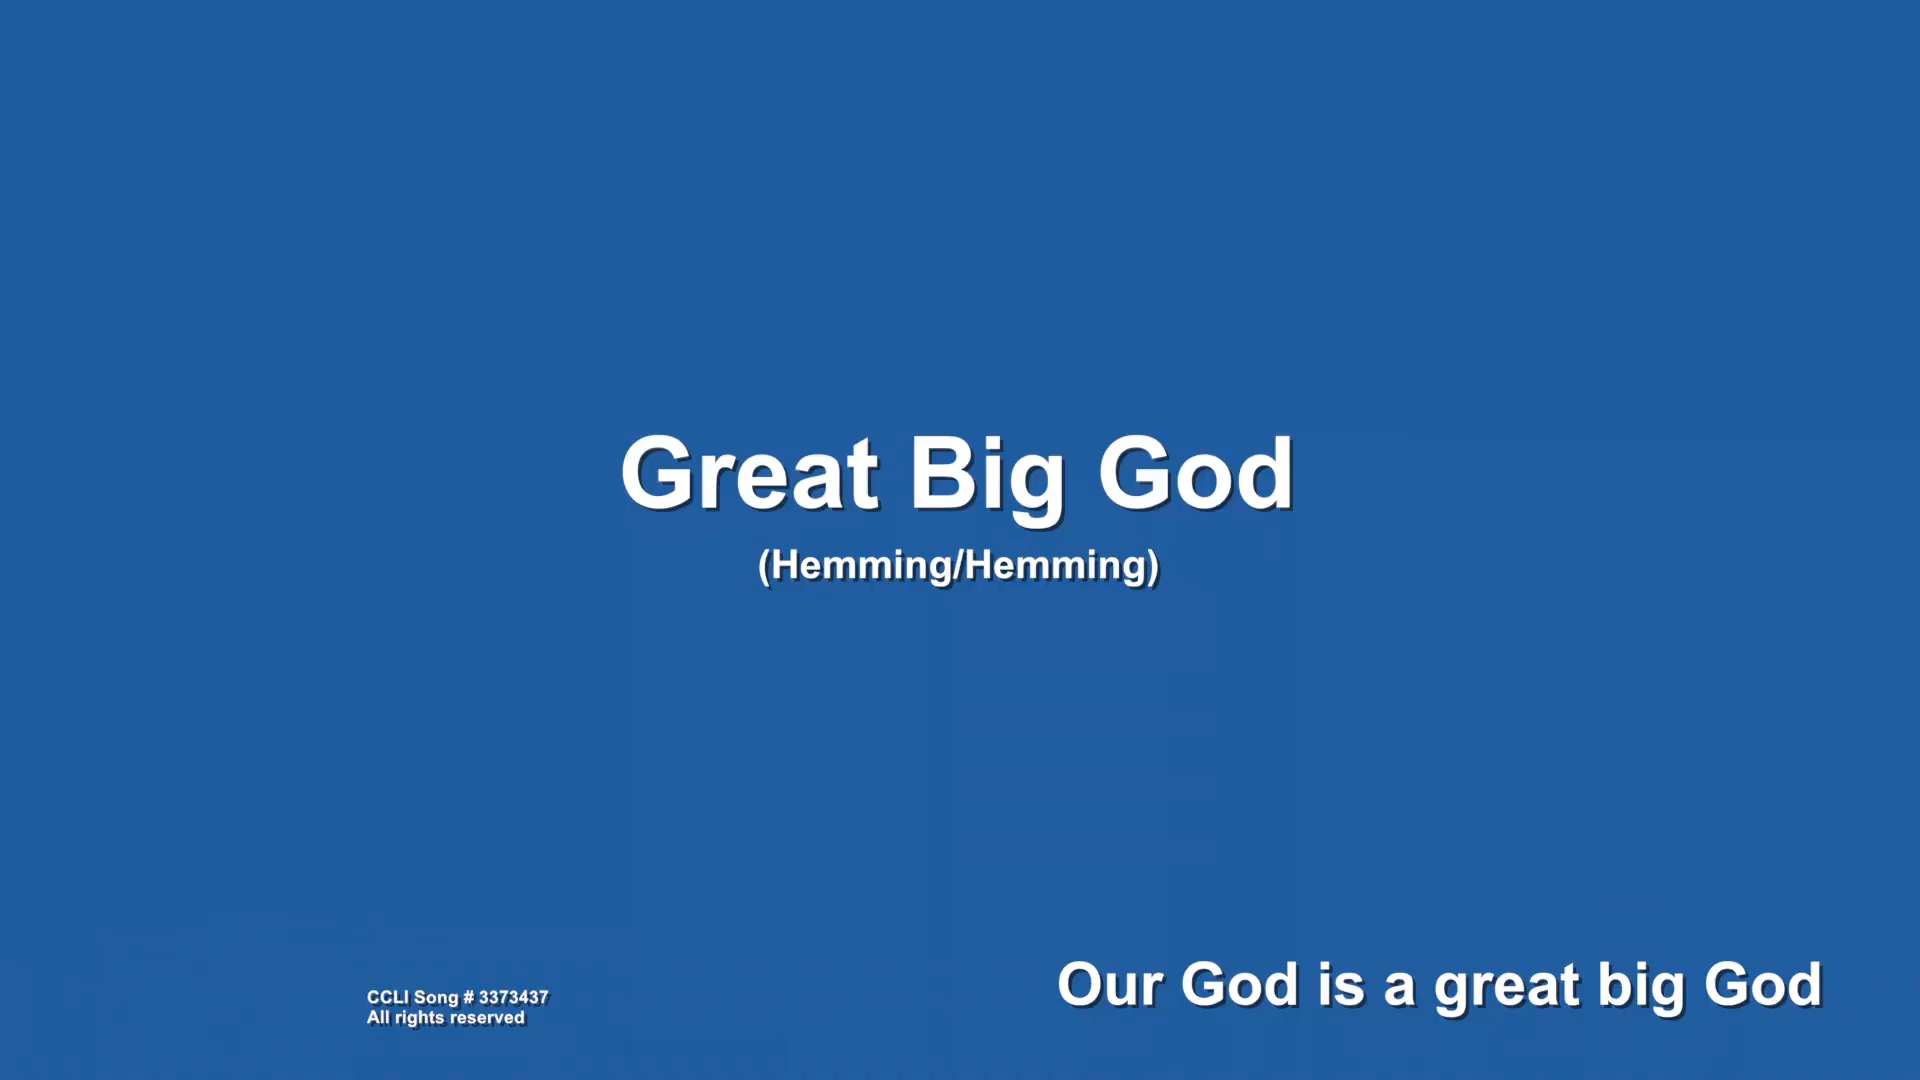 Great Big God
(Hemming/Hemming)
CCLI Song # 3373437
All rights reserved
Our God is a great big God